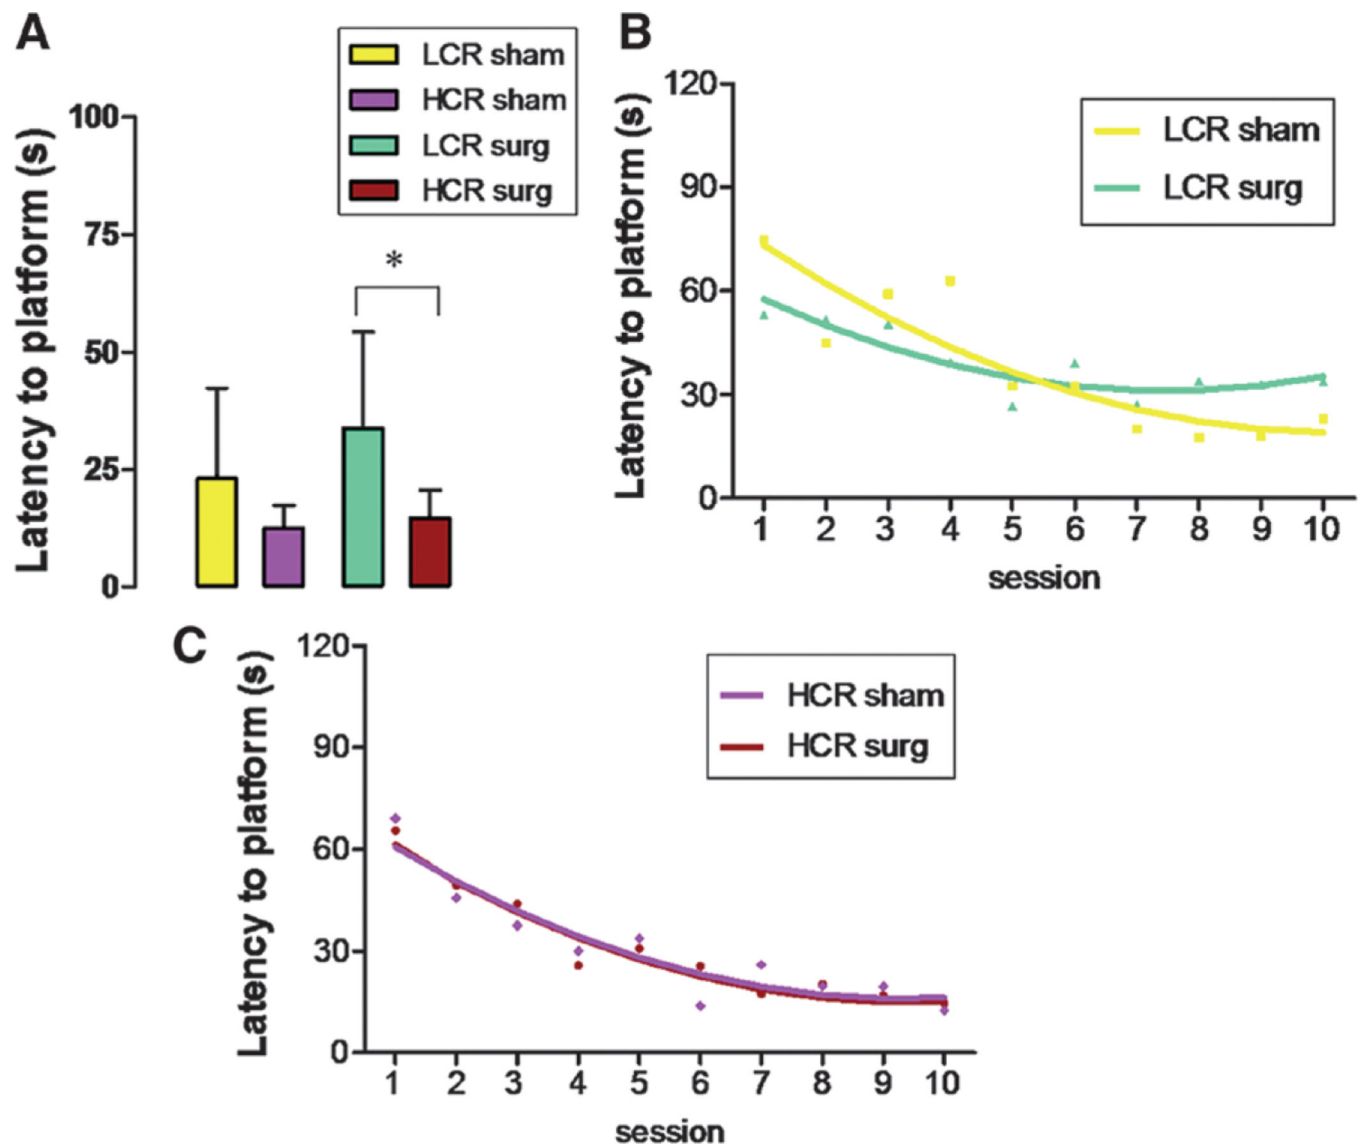 A
LCR sham
HCR sham
LCR surg
HCR surg
Latency to platform (s)
100
75
50
25
0
*
B
LCR sham
LCR surg
Latency to platform (s)
120
90
60
30
0
1 2 3 4 5 6 7 8 9 10
session
C
HCR sham
HCR surg
Latency to platform (s)
120
90
60
30
0
1 2 3 4 5 6 7 8 9 10
session